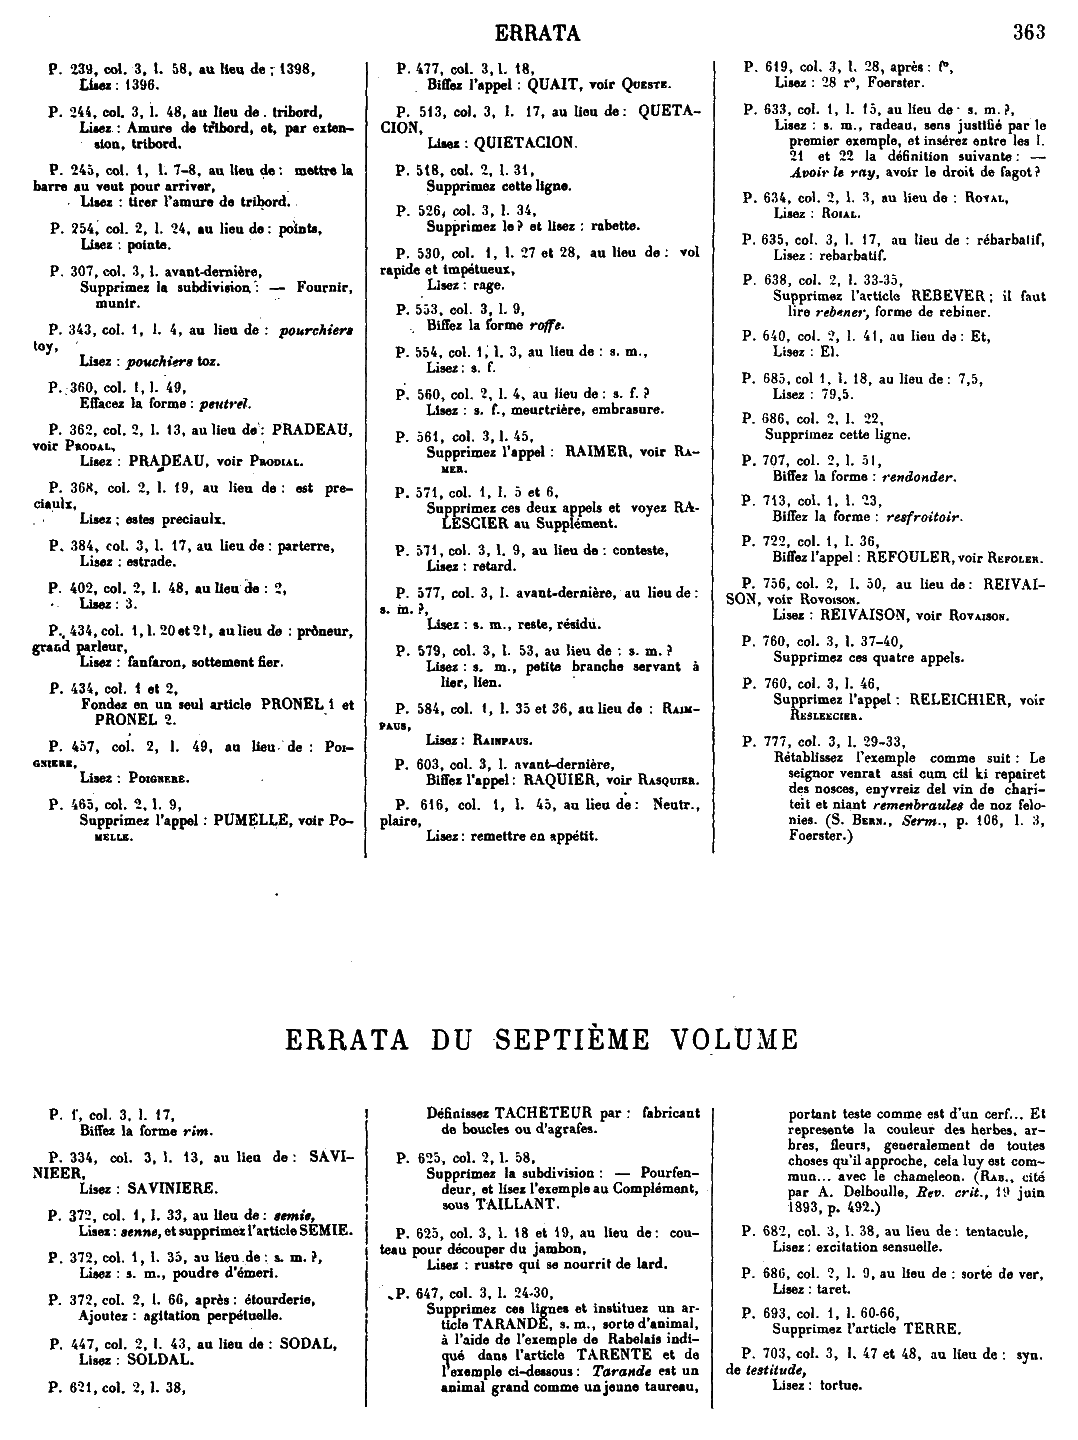 ERRATA
363
P. 239, col. 3, l. 58, au lieu de : 1398,
Lisez : 1396.
P. 244, col. 3, l. 48, au lieu de . tribord,
Lisez : Amure de tribord, et, par exten-
sion, tribord.
P. 245, col. 1, l. 7-8, au lieu de : mettre la
barre au veut pour arriver,
Lisez : tirer l'amure de tribord.
P. 254, col. 2, l. 24, au lieu de : points,
Lisez : pointe.
P. 307, col. 3, l. avant-dernière,
Supprimez la subdivision : — Fournir,
munir.
P. 343, col. 1, l. 4, au lieu de : pourchiers
toy,
Lisez : pouchiers toz.
P. 360, col. 1, l. 49,
Effacez la forme : peutrel.
P. 362, col. 2, l. 13, au lieu de : PRADEAU,
voir PRODAL,
Lisez : PRADEAU, voir PRODIAL.
P. 368, col. 2, l. 19, au lieu de : est pre-
ciaulx,
Lisez ; estes preciaulx.
P. 384, col. 3, l. 17, au lieu de : parterre,
Lisez : estrade.
P. 402, col. 2, l. 48, au lieu de : 2,
Lisez : 3.
P. 434, col. 1, l. 20 et 21, au lieu de : prôneur,
grand parleur,
Lisez : fanfaron, sottement fier.
P. 434, col. 1 et 2,
Fondez en un seul article PRONEL 1 et
PRONEL 2.
P. 457, col. 2, l. 49, au lieu de : POI-
GNIERE,
Lisez : POIGNERE.
P. 465, col. 2, l. 9,
Supprimez l'appel : PUMELLE, voir PO-
MELLE.
P. 477, col. 3, l. 18,
Biffez l'appel : QUAIT, voir QUESTE.
P. 513, col. 3, l. 17, au lieu de : QUETA-
CION,
Lisez : QUIETACION.
P. 518, col. 2, l. 31,
Supprimez cette ligne.
P. 526, col. 3, l. 34,
Supprimez le ? et lisez : rabette.
P. 530, col. 1, l. 27 et 28, au lieu de : vol
rapide et impétueux,
Lisez : rage.
P. 553, col. 3, l. 9,
Biffez la forme roffe.
P. 554, col. 1, l. 3, au lieu de : s. m.,
Lisez : s. f.
P. 560, col. 2, l. 4, au lieu de : s. f. ?
Lisez : s. f., meurtrière, embrasure.
P. 561, col. 3, l. 45,
Supprimez l'appel : RAIMER, voir RA-
MER.
P. 571, col. 1, l. 5 et 6,
Supprimez ces deux appels et voyez RA-
LESCIER au Supplément.
P. 571, col. 3, l. 9, au lieu de : conteste,
Lisez : retard.
P. 577, col. 3, l. avant-dernière, au lieu de :
s. m. ?,
Lisez : s. m., reste, résidu.
P. 579, col. 3, l. 53, au lieu de : s. m. ?
Lisez : s. m., petite branche servant à
lier, lien.
P. 584, col. 1, l. 35 et 36, au lieu de : RAIM-
PAUS,
Lisez : RAINPAUS.
P. 603, col. 3, l. avant-dernière,
Biffez l'appel : RAQUIER, voir RASQUIER.
P. 616, col. 1, l. 45, au lieu de : Neutr.,
plaire,
Lisez : remettre en appétit.
P. 619, col. 3, l. 28, après : f°,
Lisez : 28 r°, Foerster.
P. 633, col. 1, l. 15, au lieu de · s. m. ?,
Lisez : s. m., radeau, sens justifié par le
premier exemple, et insérez entre les l.
21 et 22 la définition suivante : —
Avoir le ray, avoir le droit de fagot ?
P. 634, col. 2, l. 3, au lieu de : ROYAL,
Lisez : ROIAL.
P. 635, col. 3, l. 17, au lieu de : rébarbatif,
Lisez : rebarbatif.
P. 638, col. 2, l. 33-35,
Supprimez l'article REBEVER ; il faut
lire rebener, forme de rebiner.
P. 640, col. 2, l. 41, au lieu de : Et,
Lisez : El.
P. 685, col 1, l. 18, au lieu de : 7,5,
Lisez : 79,5.
P. 686, col. 2, l. 22,
Supprimez cette ligne.
P. 707, col. 2, l. 51,
Biffez la forme : rendonder.
P. 713, col. 1, l. 23,
Biffez la forme : resfroitoir.
P. 722, col. 1, l. 36,
Biffez l'appel : REFOULER, voir REFOLER.
P. 756, col. 2, l. 50, au lieu de : REIVAI-
SON, voir ROVOISON.
Lisez : REIVAISON, voir ROVAISON.
P. 760, col. 3, l. 37-40,
Supprimez ces quatre appels.
P. 760, col. 3, l. 46,
Supprimez l'appel : RELEICHIER, voir
RESLEECIER.
P. 777, col. 3, l. 29-33,
Rétablissez l'exemple comme suit : Le
seignor venrat assi cum cil ki repairet
des nosces, enyvreiz del vin de chari-
teit et niant remenbraules de noz felo-
nies. (S. BERN., Serm., p. 106, l. 3,
Foerster.)
ERRATA DU SEPTIÈME VOLUME
P. 1, col. 3, l. 17,
Biffez la forme rim.
P. 334, col. 3, l. 13, au lieu de : SAVI-
NIEER,
Lisez : SAVINIERE.
P. 372, col. 1, l. 33, au lieu de : semie,
Lisez : senne, et supprimez l'article SEMIE.
P. 372, col. 1, l. 35, au lieu de : s. m. ?,
Lisez : s. m., poudre d'émeri.
P. 372, col. 2, l. 66, après : étourderie,
Ajoutez : agitation perpétuelle.
P. 447, col. 2, l. 43, au lieu de : SODAL,
Lisez : SOLDAL.
P. 621, col. 2, l. 38,
Définissez TACHETEUR par : fabricant
de boucles ou d'agrafes.
P. 625, col. 2, l. 58,
Supprimez la subdivision : — Pourfen-
deur, et lisez l'exemple au Complément,
sous TAILLANT.
P. 625, col. 3, l. 18 et 19, au lieu de : cou-
teau pour découper du jambon,
Lisez : rustre qui se nourrit de lard.
P. 647, col. 3, l. 24-30,
Supprimez ces lignes et instituez un ar-
ticle TARANDE, s. m., sorte d'animal,
à l'aide de l'exemple de Rabelais indi-
qué dans l'article TARENTE et de
l'exemple ci-dessous : Tarande est un
animal grand comme un jeune taureau,
portant teste comme est d'un cerf... Et
represente la couleur des herbes, ar-
bres, fleurs, generalement de toutes
choses qu'il approche, cela luy est com-
mun... avec le chameleon. (RAB., cité
par A. Delboulle, Rev. crit., 19 juin
1893, p. 492.)
P. 682, col. 3, l. 38, au lieu de : tentacule,
Lisez : excitation sensuelle.
P. 686, col. 2, l. 9, au lieu de : sorte de ver,
Lisez : taret.
P. 693, col. 1, l. 60-66,
Supprimez l'article TERRE.
P. 703, col. 3, l. 47 et 48, au lieu de : syn.
de testitude,
Lisez : tortue.